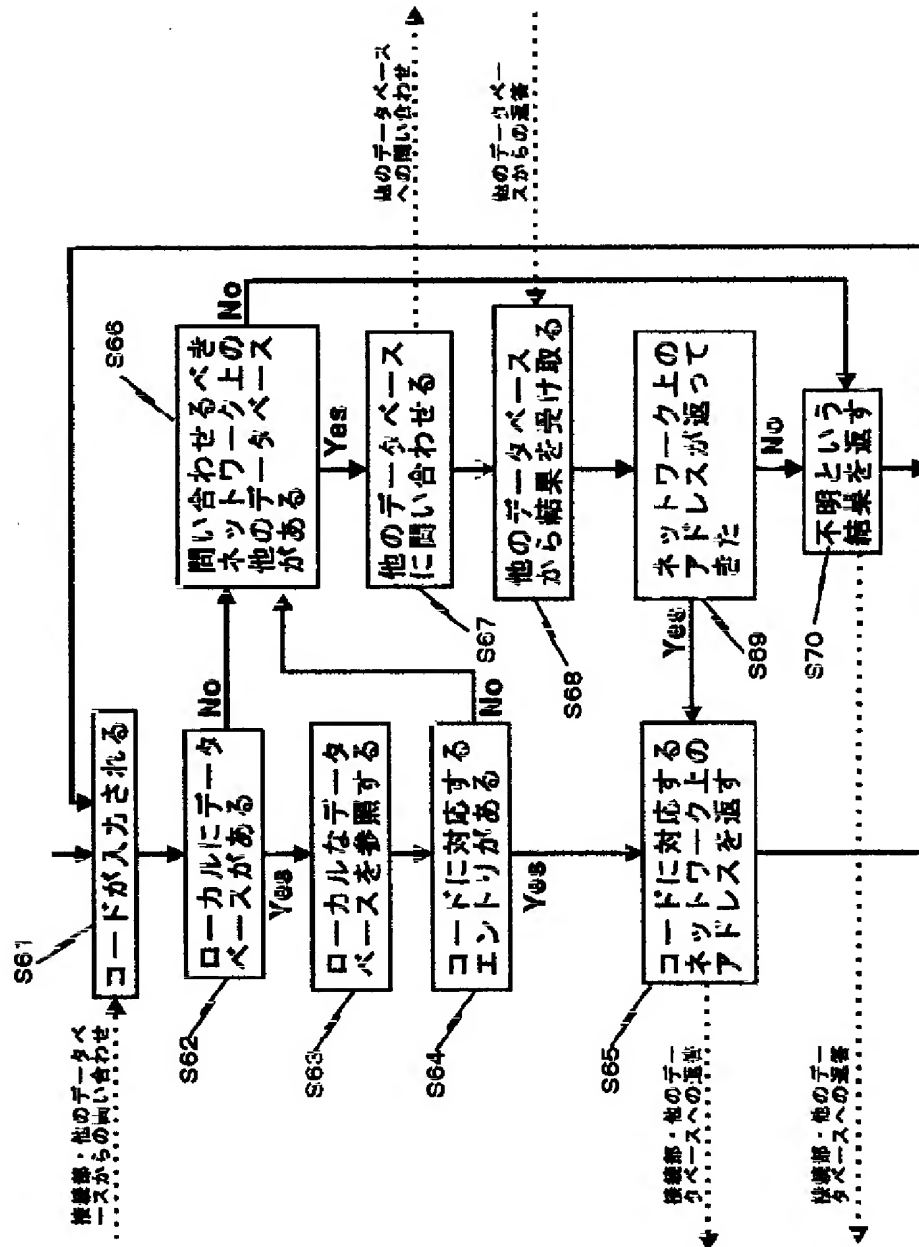 接続部・他のデータベ
ースからの問い合わせ
S61
コードが入力される
S62
ローカルにデータ
ベースがある
No
Yes
S63
ローカルなデータ
ベースを参照する
S64
コードに対応する
エントリがある
No
Yes
S65
コードに対応する
ネットワーク上の
アドレスを返す
接続部・他のデー
タベースへの返答
S66
問い合わせるべき
ネットワーク上の
他のデータベース
がある
No
Yes
S67
他のデータベース
に問い合わせる
他のデータベース
への問い合わせ
S68
他のデータベース
から結果を受け取る
他のデータベー
スからの返答
S69
ネットワーク上の
アドレスが返って
きた
Yes
No
S70
不明という
結果を返す
接続部・他のデー
タベースへの返答